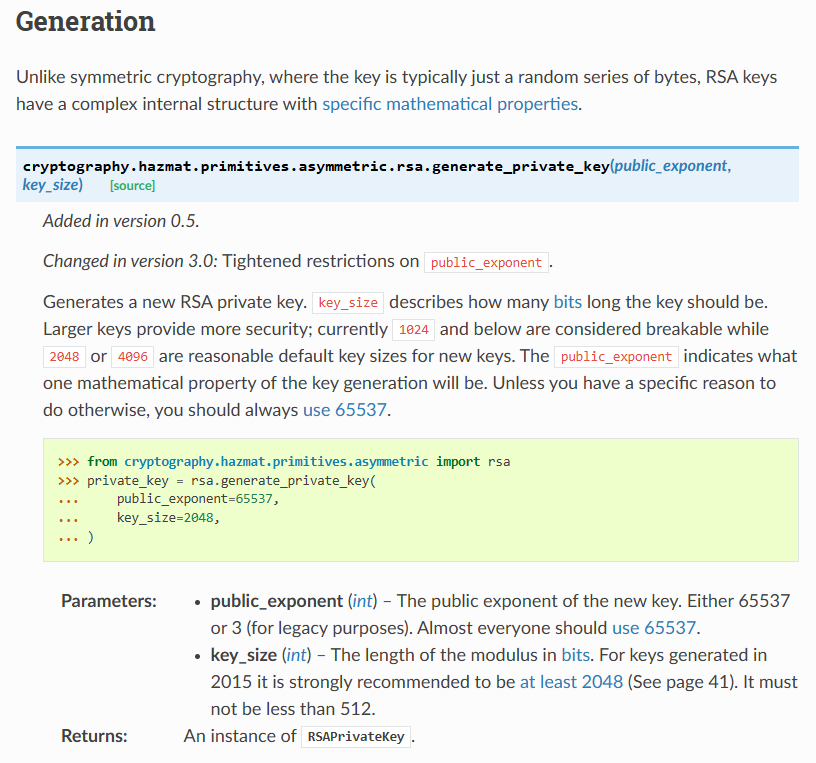 Generation
Unlike symmetric cryptography, where the key is typically just a random series of bytes, RSA keys
have a complex internal structure with specific mathematical properties.
cryptography.hazmat.primitives.asymmetric.rsa.generate_private_key(public_exponent,
key_size) [source]
Added in version 0.5.
Changed in version 3.0: Tightened restrictions on public_exponent.
Generates a new RSA private key. key_size describes how many bits long the key should be.
Larger keys provide more security; currently 1024 and below are considered breakable while
2048 or 4096 are reasonable default key sizes for new keys. The public_exponent indicates what
one mathematical property of the key generation will be. Unless you have a specific reason to
do otherwise, you should always use 65537.
>>> from cryptography.hazmat.primitives.asymmetric import rsa
>>> private_key = rsa.generate_private_key(
...     public_exponent=65537,
...     key_size=2048,
... )
Parameters: • public_exponent (int) – The public exponent of the new key. Either 65537
or 3 (for legacy purposes). Almost everyone should use 65537.
• key_size (int) – The length of the modulus in bits. For keys generated in
2015 it is strongly recommended to be at least 2048 (See page 41). It must
not be less than 512.
Returns: An instance of RSAPrivateKey.